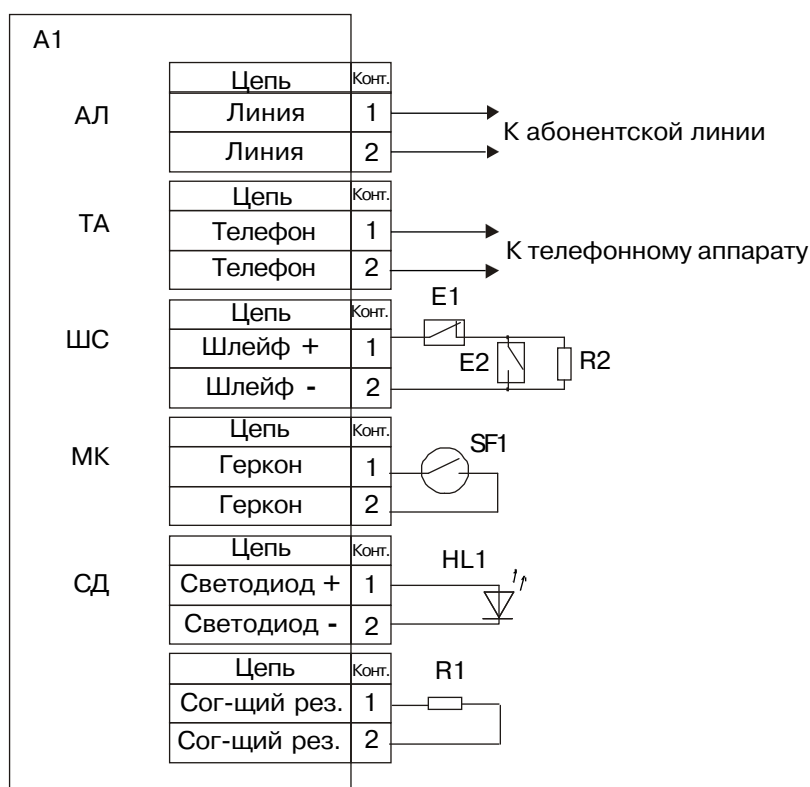 А1
Цепь Конт.
АЛ Линия 1
Линия 2
К абонентской линии
Цепь Конт.
ТА Телефон 1
Телефон 2
К телефонному аппарату
Цепь Конт.
ШС Шлейф + 1
Шлейф - 2
E1
E2 R2
Цепь Конт.
МК Геркон 1
Геркон 2
SF1
Цепь Конт.
СД Светодиод + 1
Светодиод - 2
HL1
Цепь Конт.
Сог-щий рез. 1
Сог-щий рез. 2
R1